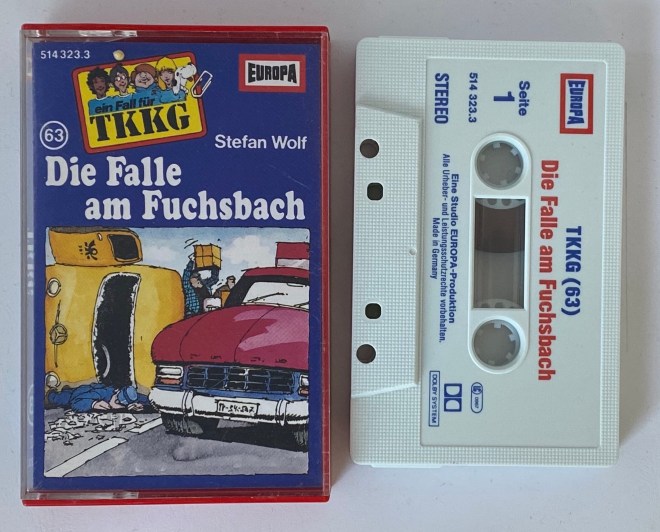 514 323.3
EUROPA
ein Fall für
TKKG
63
Stefan Wolf
Die Falle
am Fuchsbach
EUROPA
514 323.3
STEREO
Seite
1
TKKG (63)
Die Falle am Fuchsbach
Eine Studio EUROPA-Produktion
Alle Urheber- und Leistungsschutzrechte vorbehalten.
Made in Germany
DOLBY SYSTEM